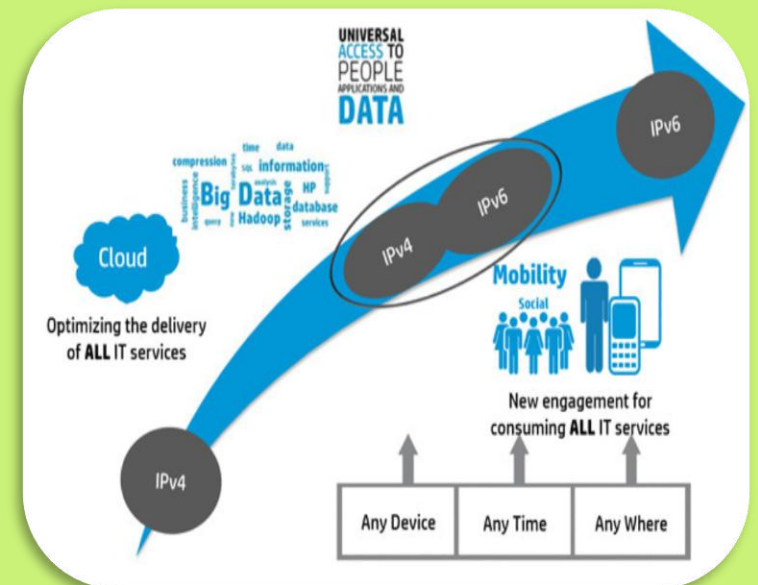 UNIVERSAL
ACCESS TO
PEOPLE
APPLICATIONS AND
DATA
IPv6
time data
compression SQL information
business
intelligence
terabytes
analysis
support
Big Data
storage
HP
database
query
Hadoop
services
IPv4
IPv6
Cloud
Optimizing the delivery
of ALL IT services
Mobility
Social
New engagement for
consuming ALL IT services
IPv4
Any Device
Any Time
Any Where